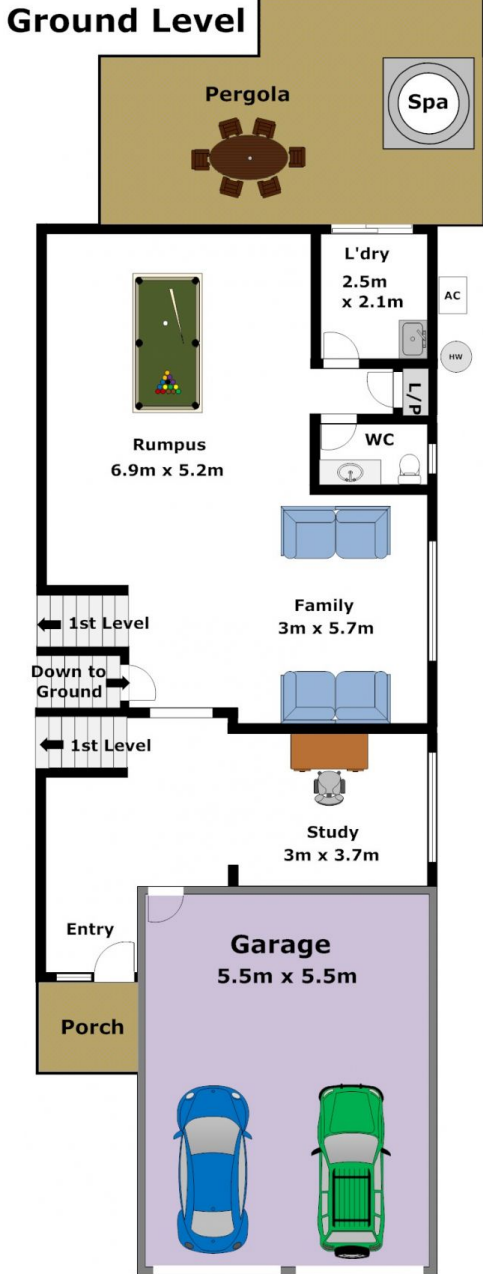 Ground Level
Pergola
Spa
L'dry
2.5m
x 2.1m
AC
HW
L/P
WC
Rumpus
6.9m x 5.2m
Family
3m x 5.7m
1st Level
Down to
Ground
1st Level
Study
3m x 3.7m
Entry
Garage
5.5m x 5.5m
Porch